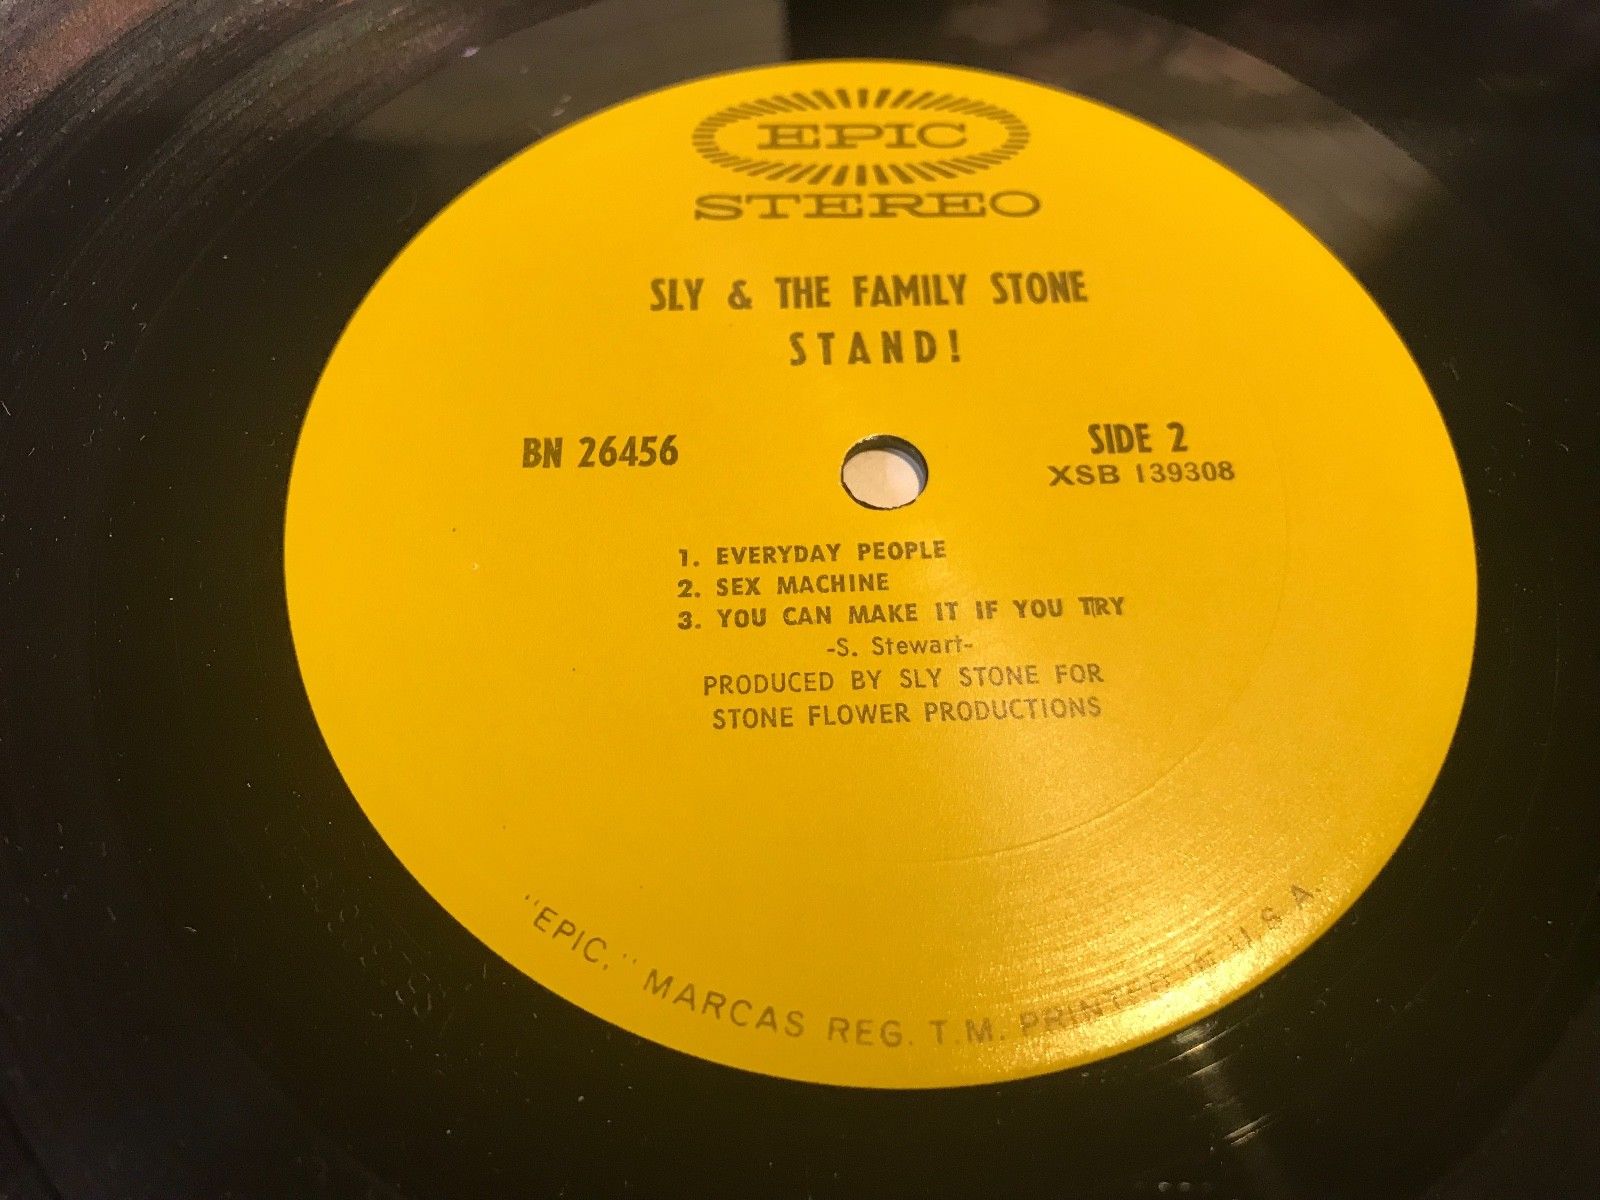 EPIC
STEREO
SLY & THE FAMILY STONE
STAND!
BN 26456
SIDE 2
XSB 139308
1. EVERYDAY PEOPLE
2. SEX MACHINE
3. YOU CAN MAKE IT IF YOU TRY
-S. Stewart-
PRODUCED BY SLY STONE FOR
STONE FLOWER PRODUCTIONS
"EPIC," MARCAS REG. T.M. PRINTED IN U.S.A.